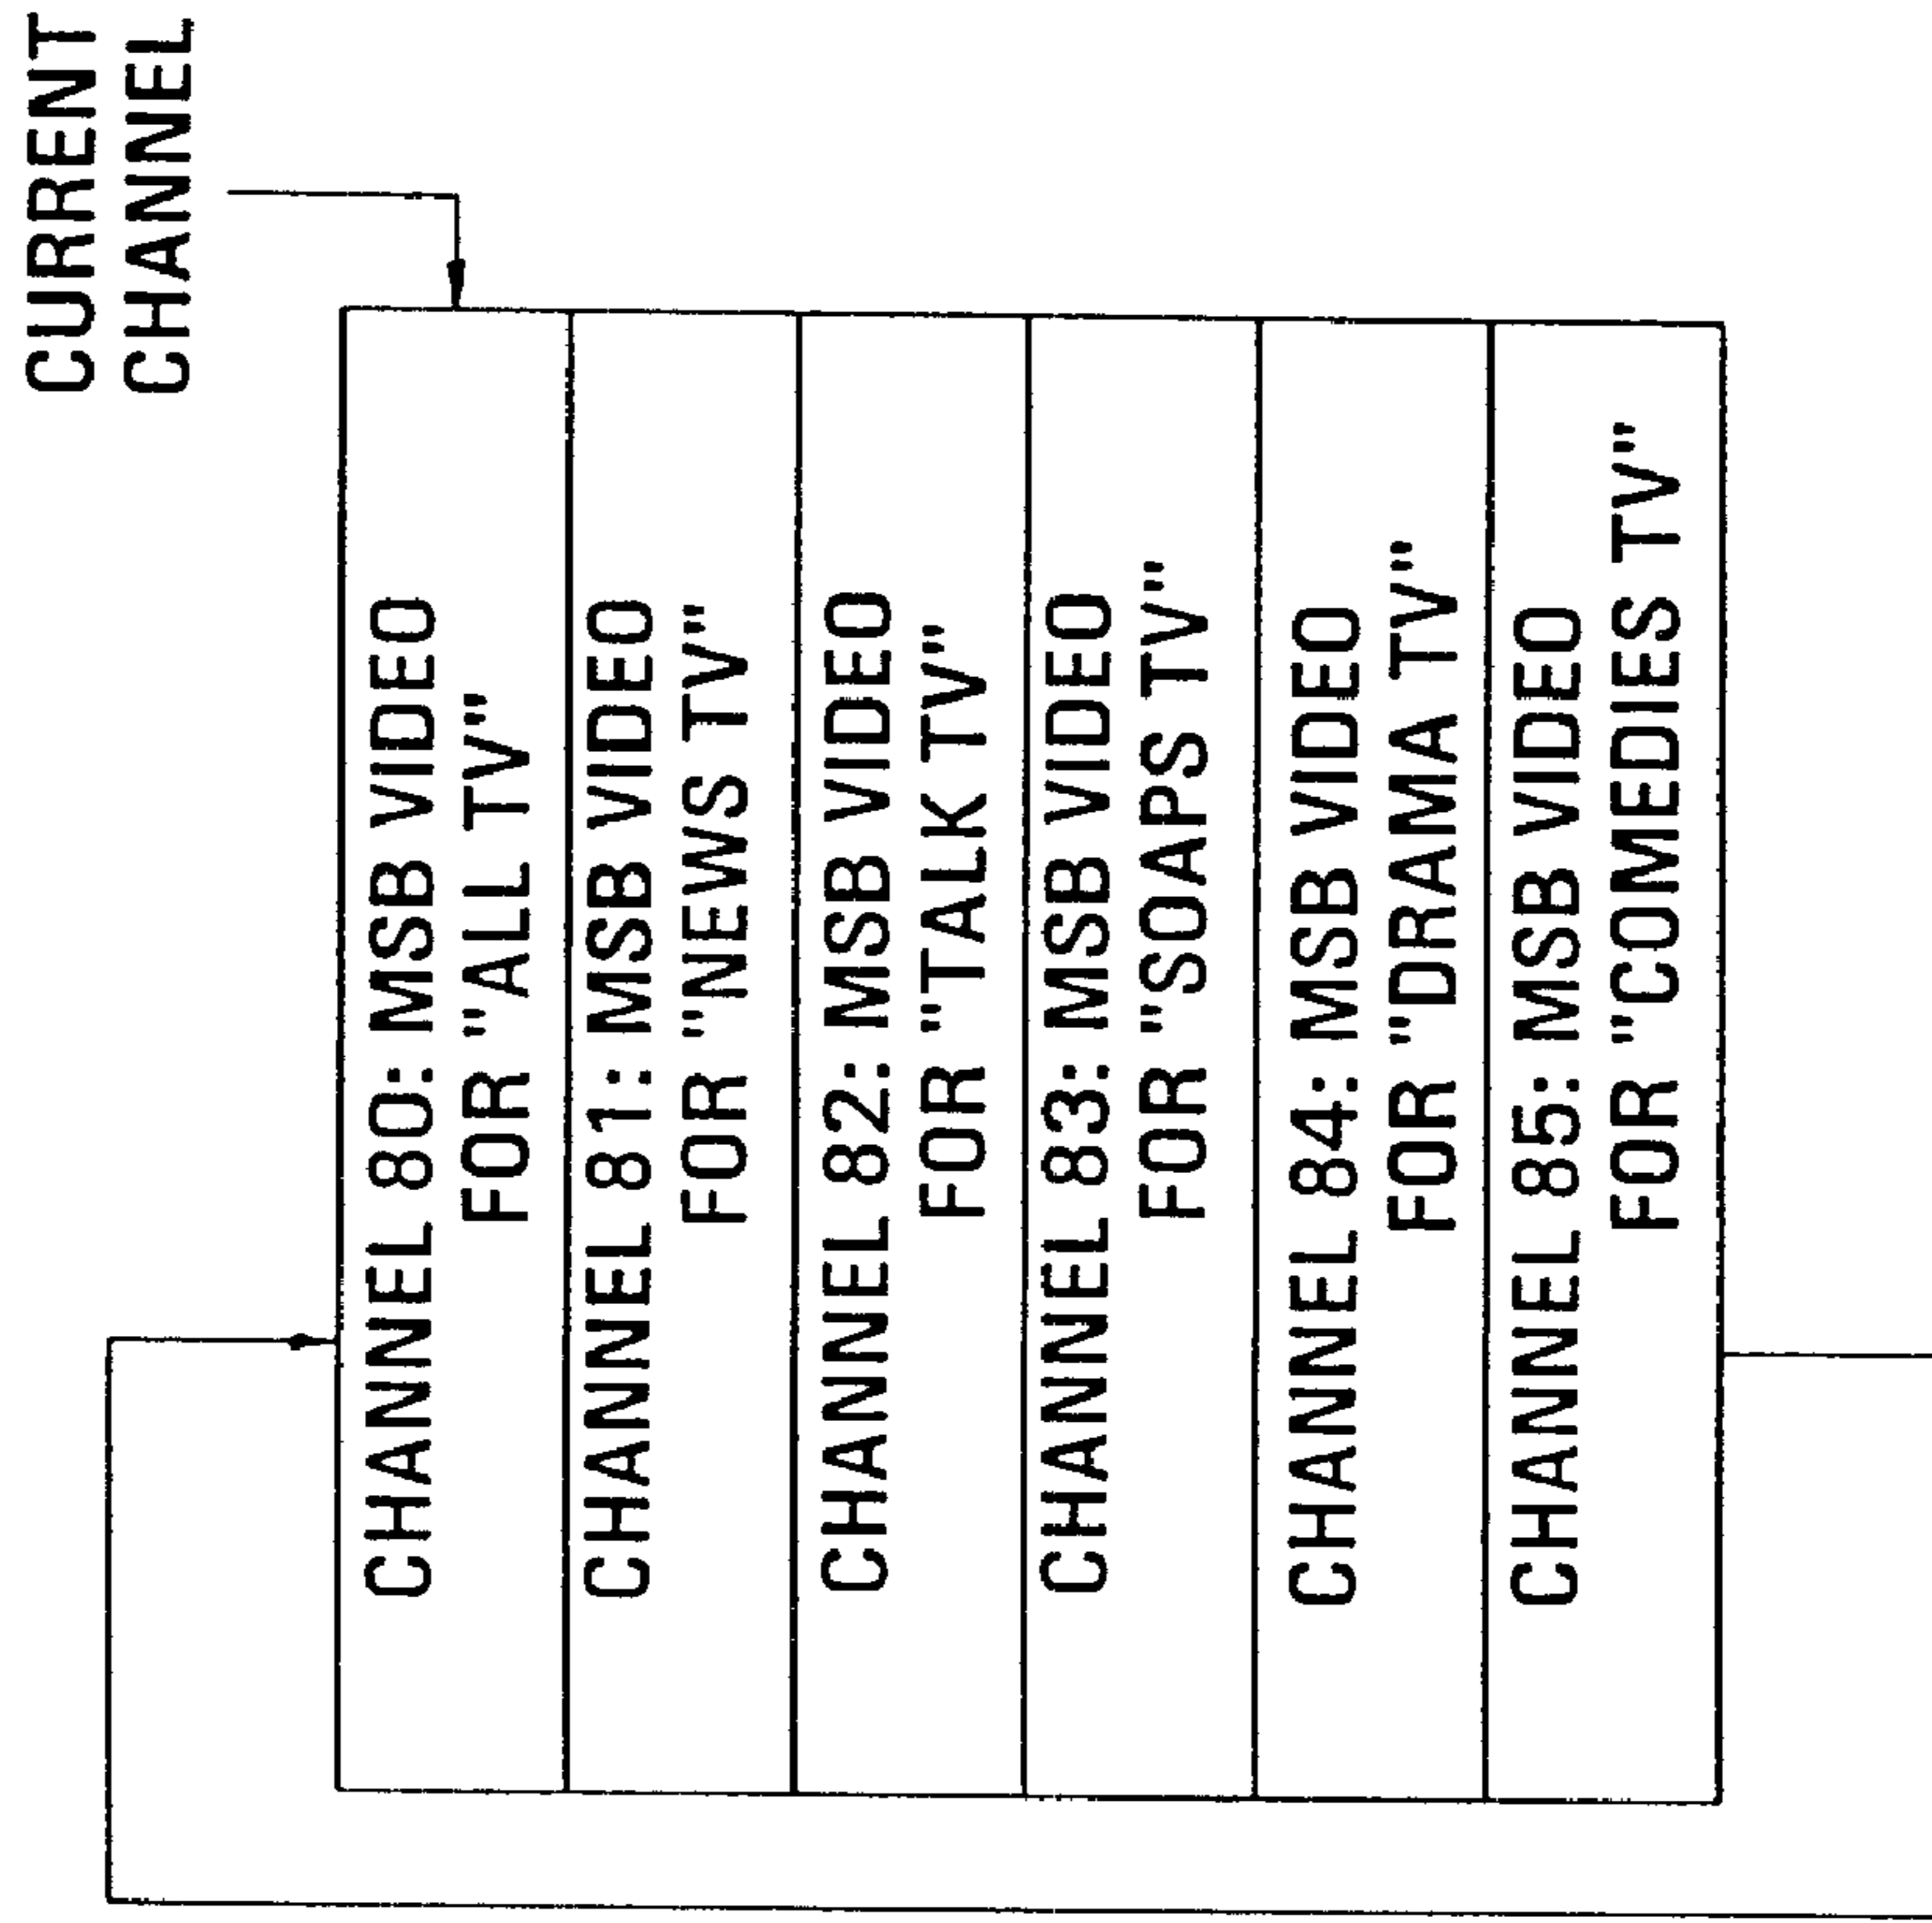 CURRENT
CHANNEL
CHANNEL 80: MSB VIDEO
FOR "ALL TV"
CHANNEL 81: MSB VIDEO
FOR "NEWS TV"
CHANNEL 82: MSB VIDEO
FOR "TALK TV"
CHANNEL 83: MSB VIDEO
FOR "SOAPS TV"
CHANNEL 84: MSB VIDEO
FOR "DRAMA TV"
CHANNEL 85: MSB VIDEO
FOR "COMEDIES TV"